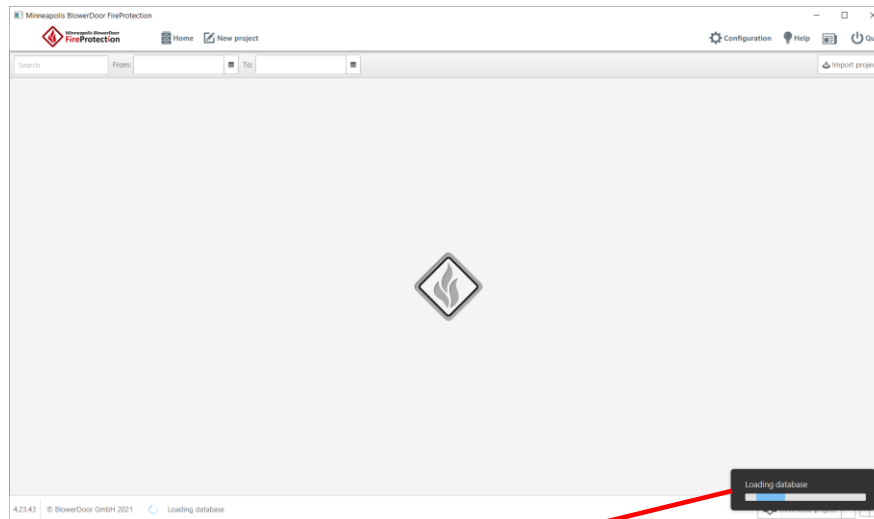 Minneapolis BlowerDoor FireProtection
Minneapolis BlowerDoor
FireProtection
Home
New project
Configuration
Help
Search
From:
To:
Import
Loading database
4.23.43
© BlowerDoor GmbH 2021
Loading database